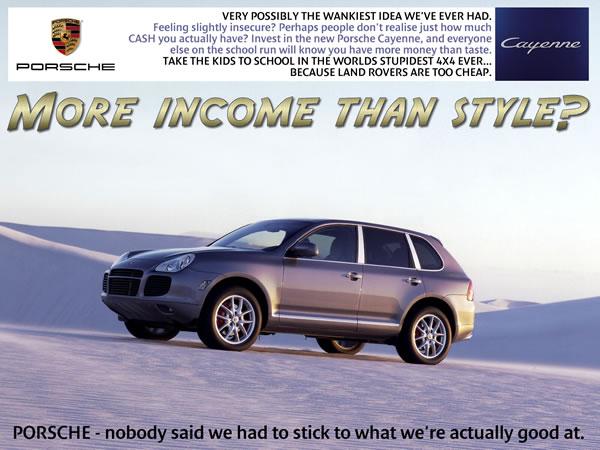 VERY POSSIBLY THE WANKIEST IDEA WE'VE EVER HAD.
Feeling slightly insecure? Perhaps people don't realise just how much
CASH you actually have? Invest in the new Porsche Cayenne, and everyone
else on the school run will know you have more money than taste.
TAKE THE KIDS TO SCHOOL IN THE WORLDS STUPIDEST 4X4 EVER...
BECAUSE LAND ROVERS ARE TOO CHEAP.
PORSCHE
Cayenne
MORE INCOME THAN STYLE?
PORSCHE - nobody said we had to stick to what we're actually good at.